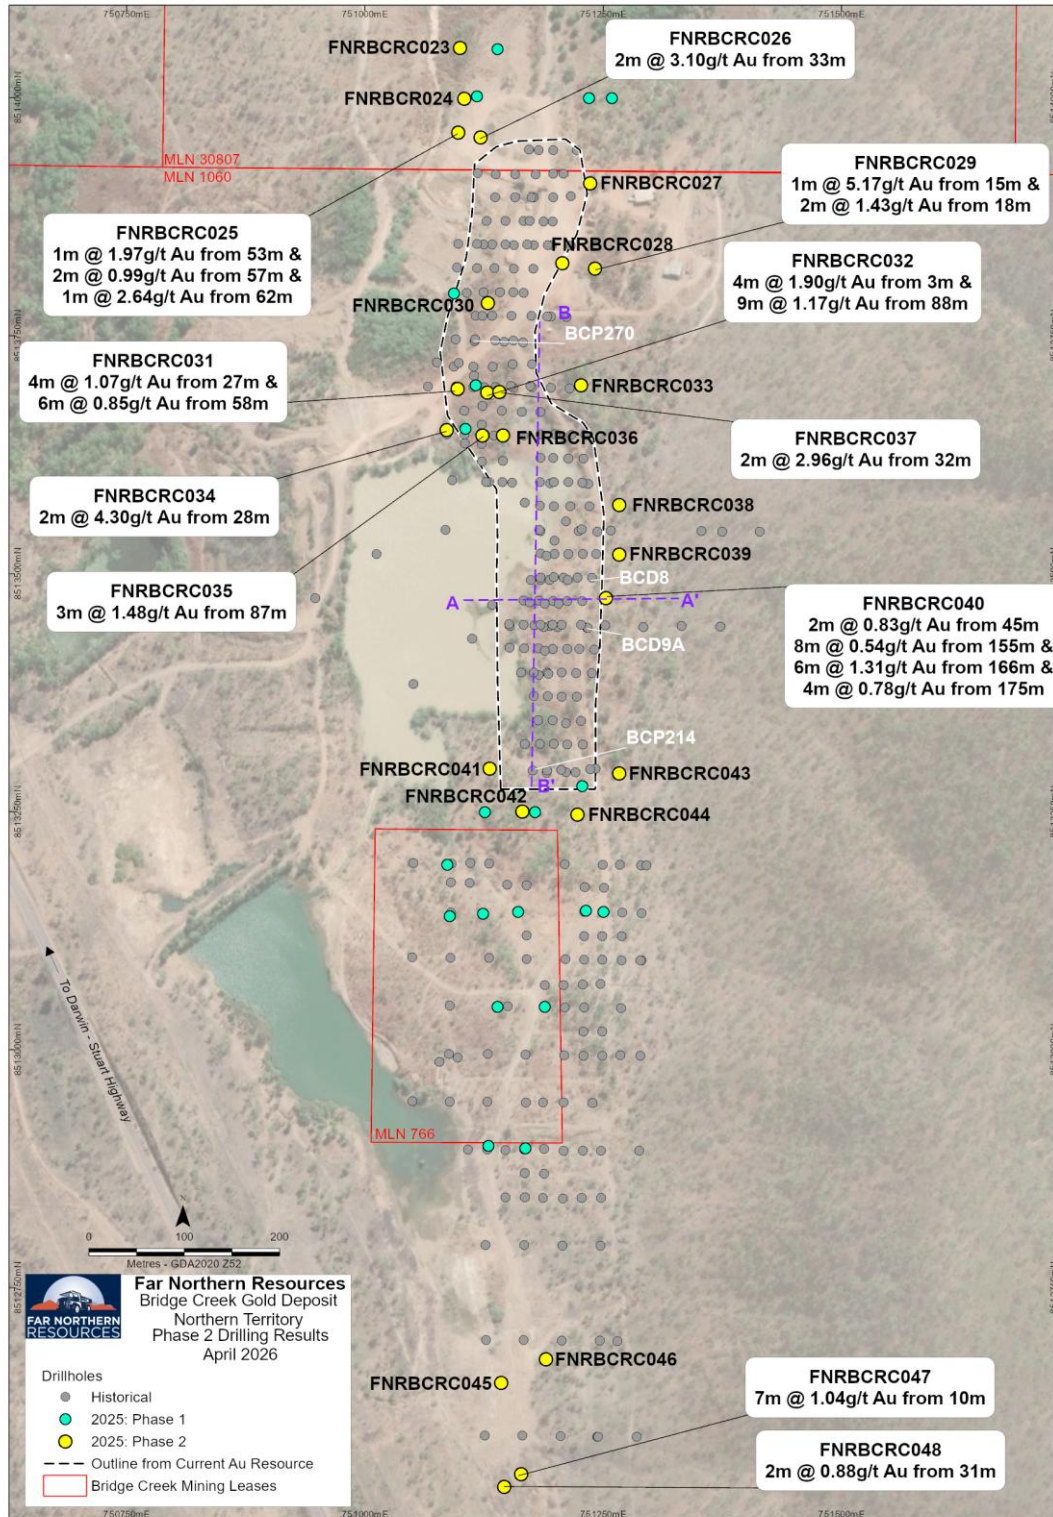 750750mE
751000mE
751250mE
751500mE
8514000mN
8513750mN
8513500mN
8513250mN
8513000mN
8512750mN
FNRBCRC023
FNRBCRC026
2m @ 3.10g/t Au from 33m
FNRBCR024
MLN 30807
MLN 1060
FNRBCRC027
FNRBCRC029
1m @ 5.17g/t Au from 15m &
2m @ 1.43g/t Au from 18m
FNRBCRC025
1m @ 1.97g/t Au from 53m &
2m @ 0.99g/t Au from 57m &
1m @ 2.64g/t Au from 62m
FNRBCRC028
FNRBCRC032
4m @ 1.90g/t Au from 3m &
9m @ 1.17g/t Au from 88m
FNRBCRC030
B
BCP270
FNRBCRC031
4m @ 1.07g/t Au from 27m &
6m @ 0.85g/t Au from 58m
FNRBCRC033
FNRBCRC037
2m @ 2.96g/t Au from 32m
FNRBCRC036
FNRBCRC034
2m @ 4.30g/t Au from 28m
FNRBCRC038
FNRBCRC039
FNRBCRC035
3m @ 1.48g/t Au from 87m
BCD8
A
A'
FNRBCRC040
2m @ 0.83g/t Au from 45m
8m @ 0.54g/t Au from 155m &
6m @ 1.31g/t Au from 166m &
4m @ 0.78g/t Au from 175m
BCD9A
BCP214
FNRBCRC041
FNRBCRC043
B'
FNRBCRC042
FNRBCRC044
To Darwin - Stuart Highway
MLN 766
0
100
200
Metres - GDA2020 Z52
FAR NORTHERN
RESOURCES
Far Northern Resources
Bridge Creek Gold Deposit
Northern Territory
Phase 2 Drilling Results
April 2026
Drillholes
Historical
2025: Phase 1
2025: Phase 2
Outline from Current Au Resource
Bridge Creek Mining Leases
FNRBCRC046
FNRBCRC045
FNRBCRC047
7m @ 1.04g/t Au from 10m
FNRBCRC048
2m @ 0.88g/t Au from 31m
750750mE
751000mE
751250mE
751500mE